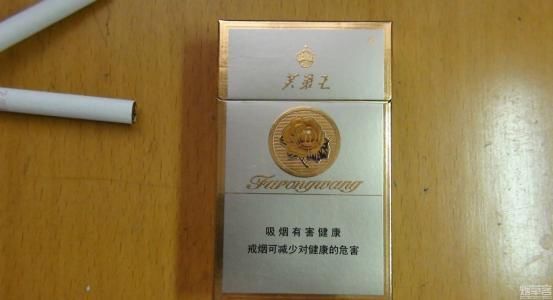 芙蓉王
Furongwang
吸烟有害健康
戒烟可减少对健康的危害